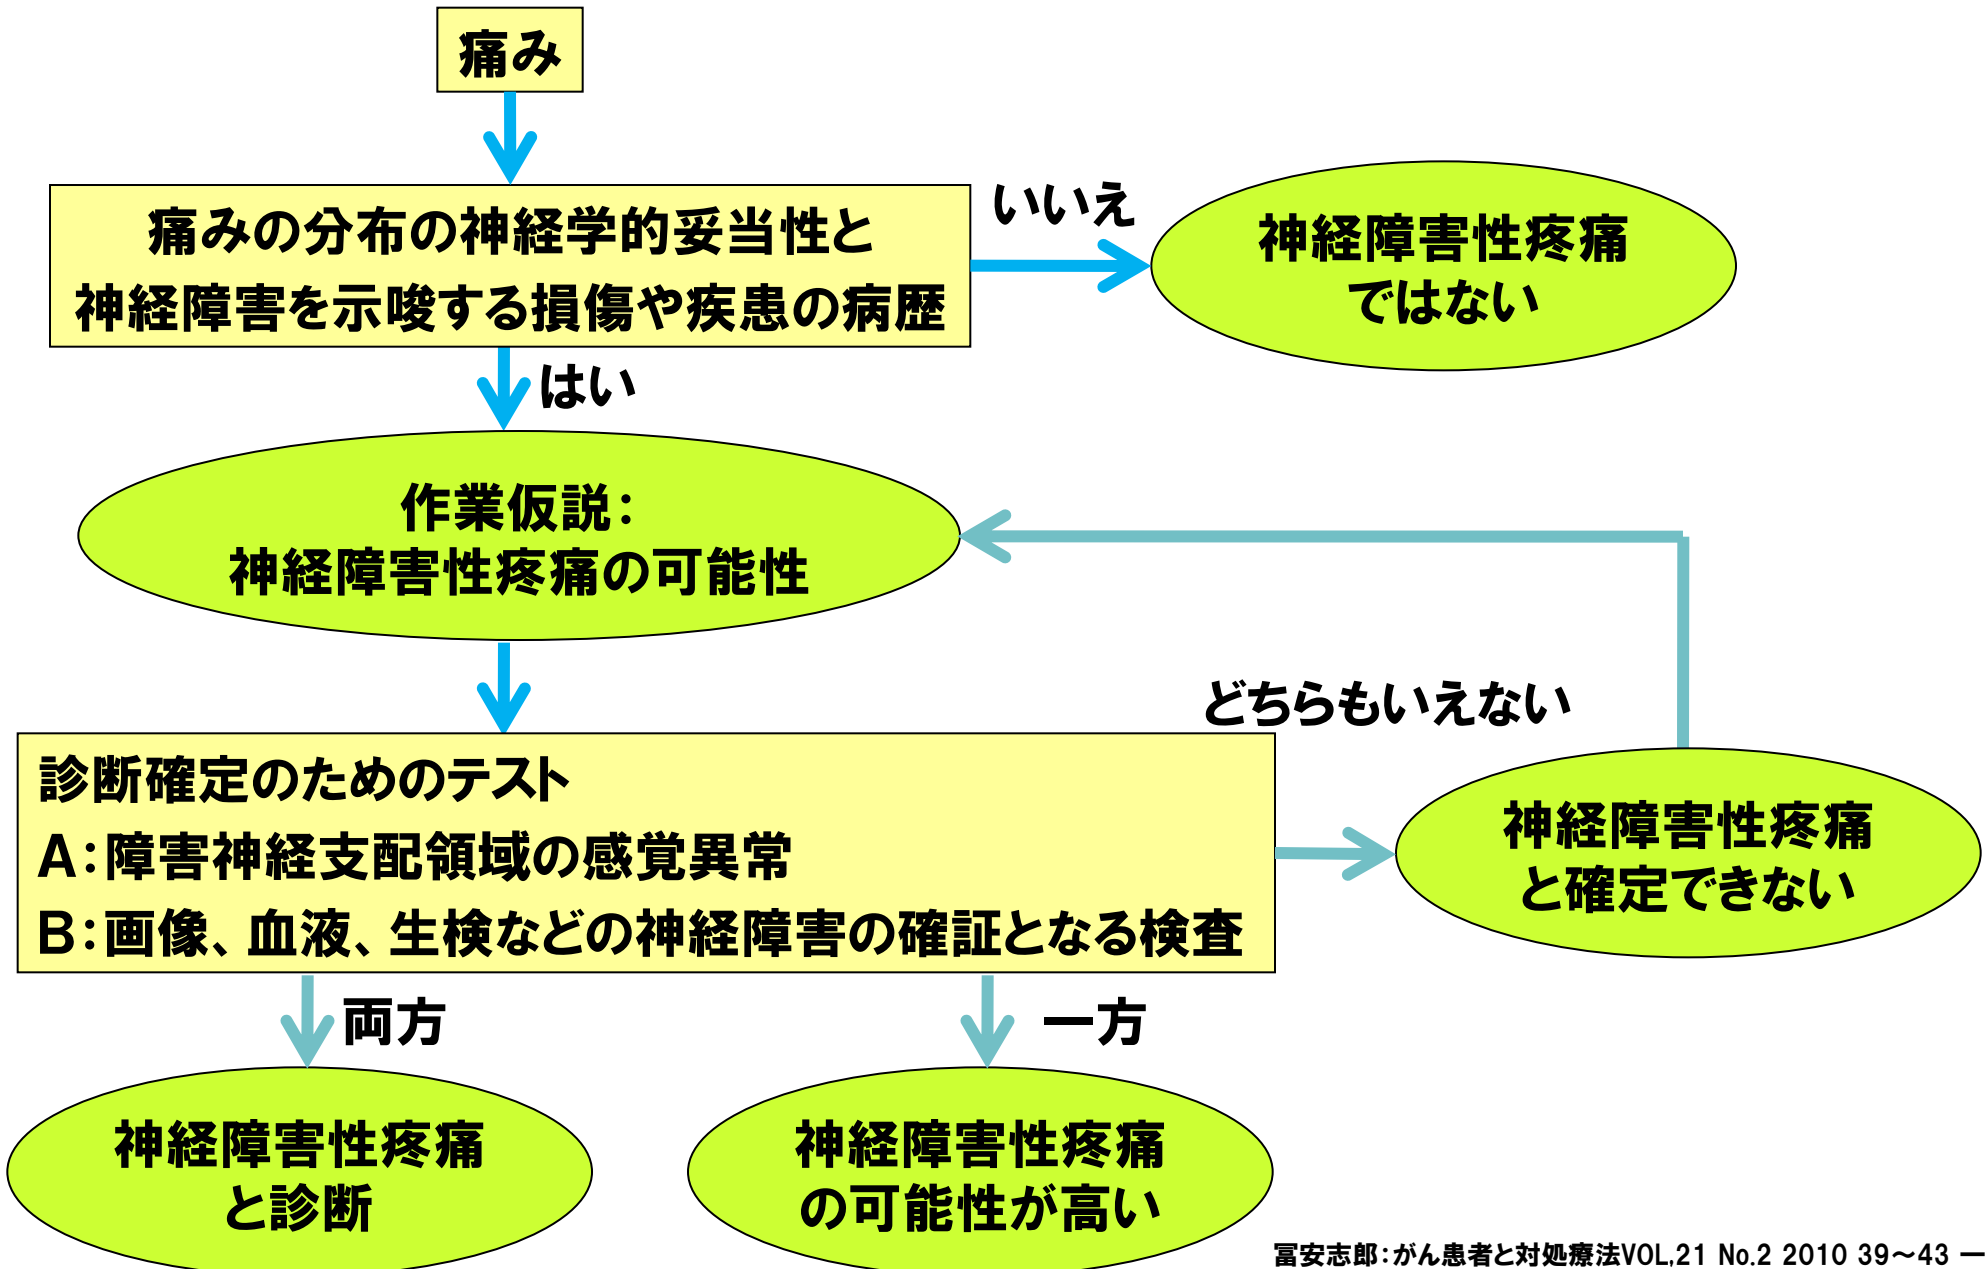 痛み
痛みの分布の神経学的妥当性と
神経障害を示唆する損傷や疾患の病歴
いいえ
神経障害性疼痛
ではない
はい
作業仮説：
神経障害性疼痛の可能性
どちらもいえない
診断確定のためのテスト
A：障害神経支配領域の感覚異常
B：画像、血液、生検などの神経障害の確証となる検査
神経障害性疼痛
と確定できない
両方
一方
神経障害性疼痛
と診断
神経障害性疼痛
の可能性が高い
冨安志郎：がん患者と対処療法VOL,21 No.2 2010 39～43 一